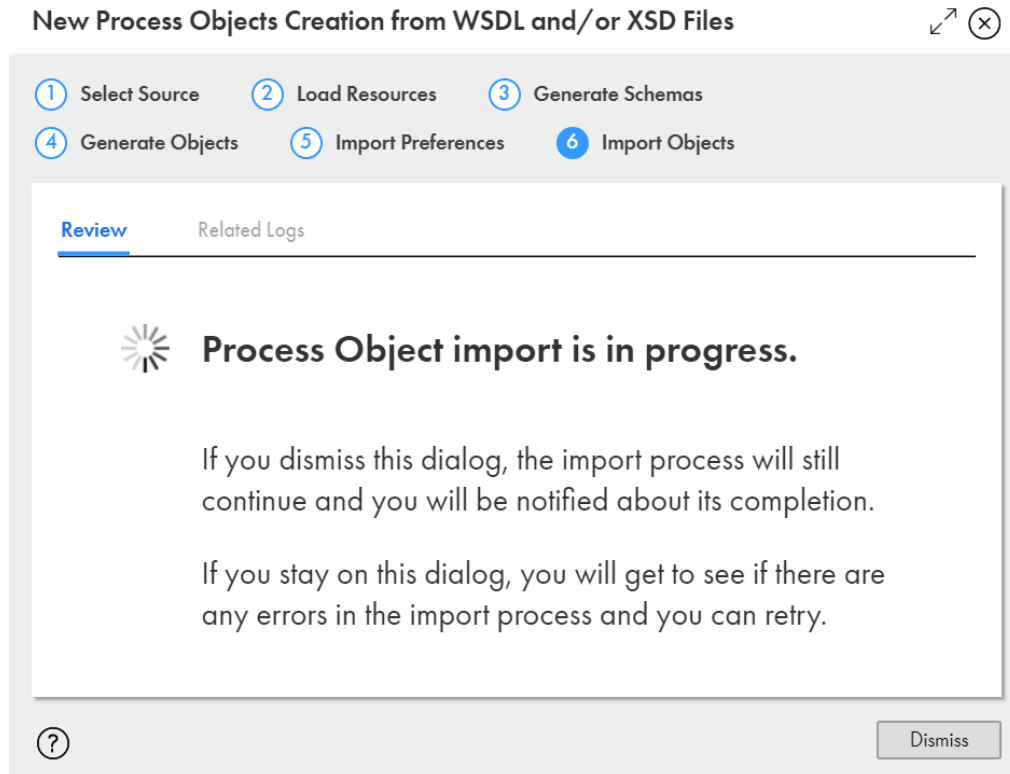 New Process Objects Creation from WSDL and/or XSD Files
1 Select Source 2 Load Resources 3 Generate Schemas
4 Generate Objects 5 Import Preferences 6 Import Objects
Review Related Logs
Process Object import is in progress.
If you dismiss this dialog, the import process will still
continue and you will be notified about its completion.
If you stay on this dialog, you will get to see if there are
any errors in the import process and you can retry.
? Dismiss